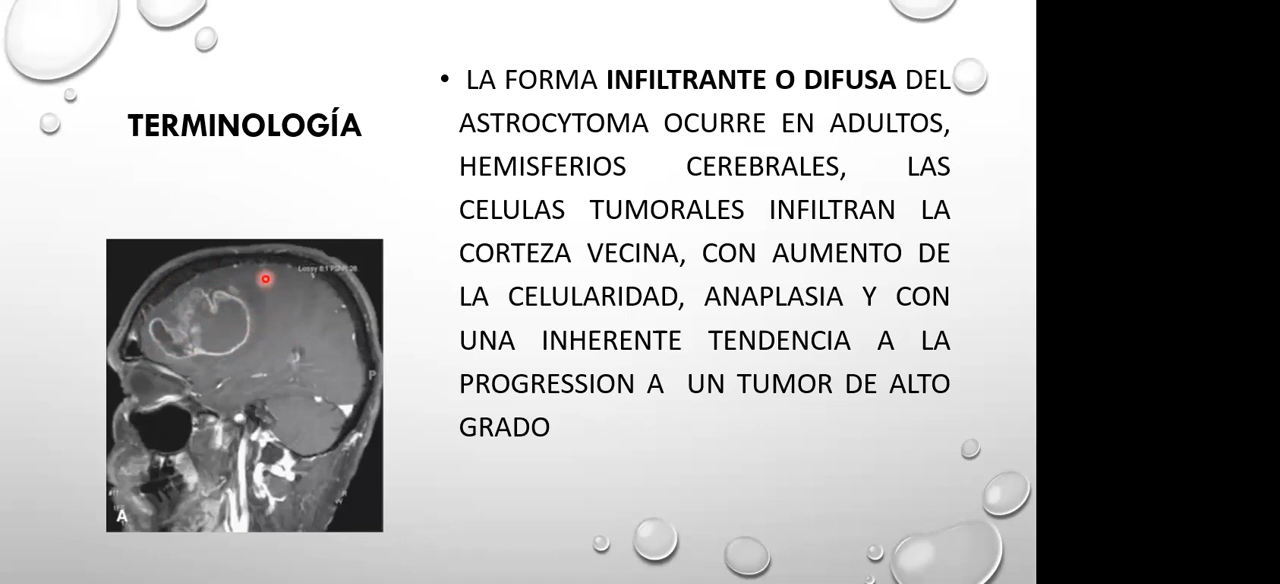 TERMINOLOGÍA
• LA FORMA INFILTRANTE O DIFUSA DEL
ASTROCYTOMA OCURRE EN ADULTOS,
HEMISFERIOS CEREBRALES, LAS
CELULAS TUMORALES INFILTRAN LA
CORTEZA VECINA, CON AUMENTO DE
LA CELULARIDAD, ANAPLASIA Y CON
UNA INHERENTE TENDENCIA A LA
PROGRESSION A UN TUMOR DE ALTO
GRADO
P
A